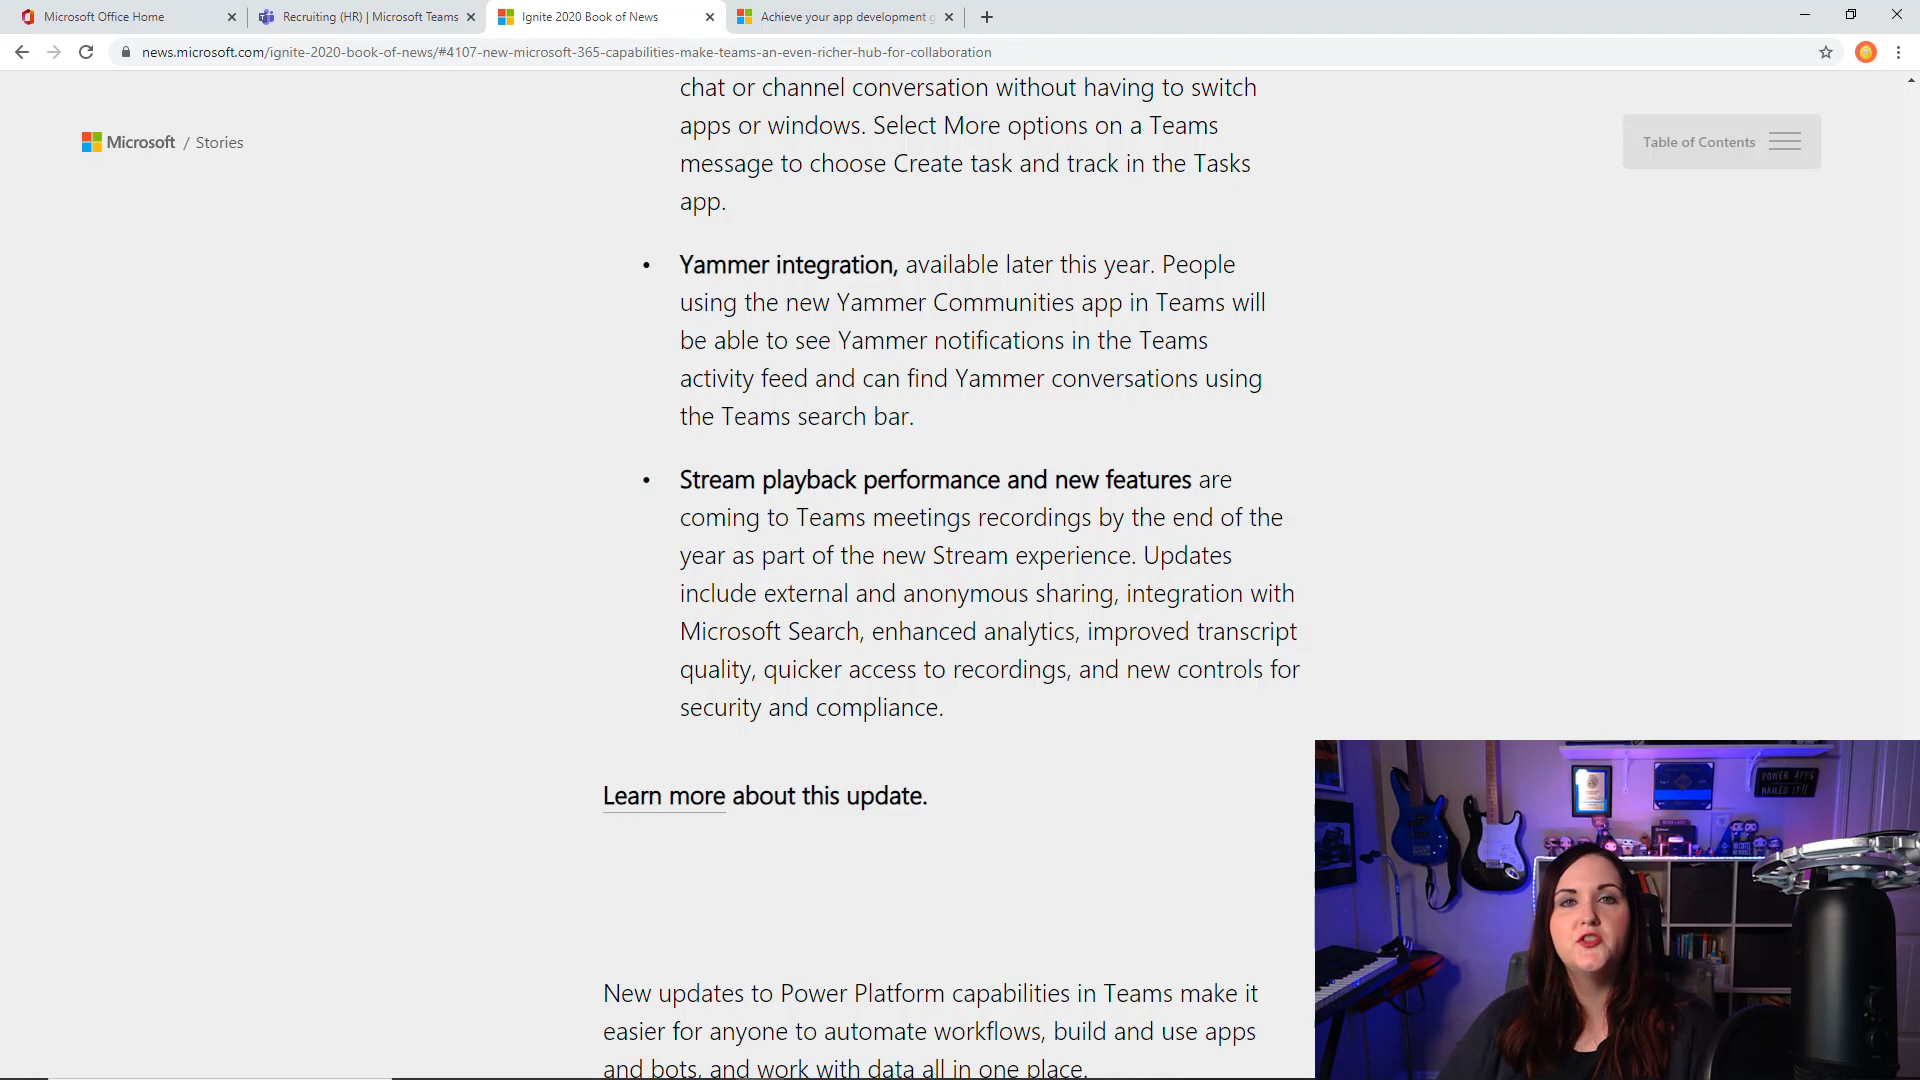 Microsoft Office Home
Recruiting (HR) | Microsoft Teams
Ignite 2020 Book of News
Achieve your app development g
news.microsoft.com/ignite-2020-book-of-news/#4107-new-microsoft-365-capabilities-make-teams-an-even-richer-hub-for-collaboration
Microsoft / Stories
Table of Contents
chat or channel conversation without having to switch
apps or windows. Select More options on a Teams
message to choose Create task and track in the Tasks
app.
• Yammer integration, available later this year. People
using the new Yammer Communities app in Teams will
be able to see Yammer notifications in the Teams
activity feed and can find Yammer conversations using
the Teams search bar.
• Stream playback performance and new features are
coming to Teams meetings recordings by the end of the
year as part of the new Stream experience. Updates
include external and anonymous sharing, integration with
Microsoft Search, enhanced analytics, improved transcript
quality, quicker access to recordings, and new controls for
security and compliance.
Learn more about this update.
New updates to Power Platform capabilities in Teams make it
easier for anyone to automate workflows, build and use apps
and bots, and work with data all in one place.
POWER APPS
NAILED IT!